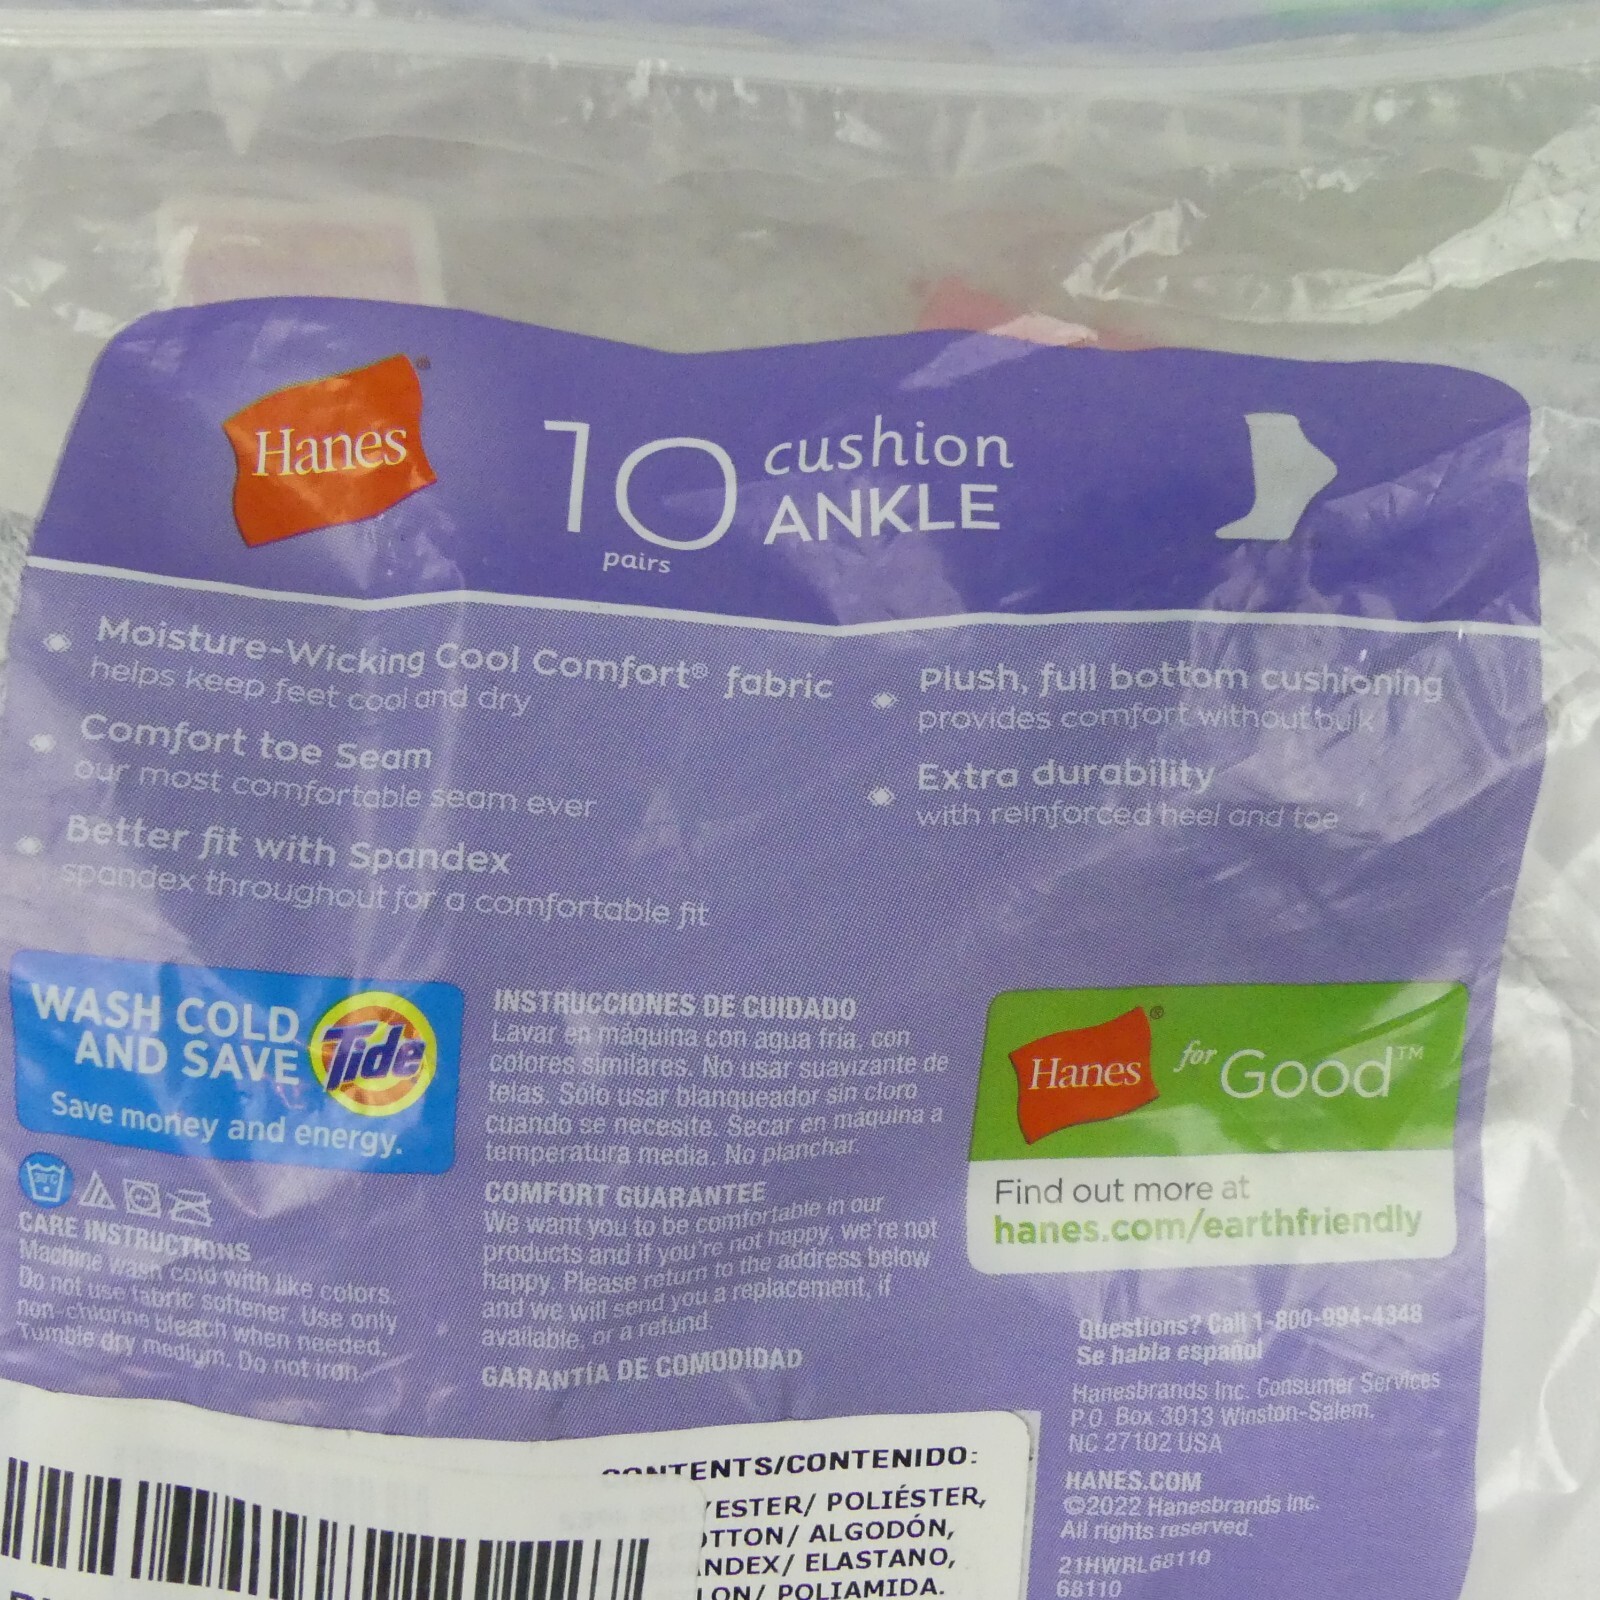 Hanes®
10
pairs
cushion
ANKLE
Moisture-Wicking Cool Comfort® fabric
helps keep feet cool and dry
Comfort toe Seam
our most comfortable seam ever
Better fit with Spandex
spandex throughout for a comfortable fit
Plush, full bottom cushioning
provides comfort without bulk
Extra durability
with reinforced heel and toe
WASH COLD
AND SAVE
Tide
Save money and energy.
30°C
CARE INSTRUCTIONS
Machine wash cold with like colors.
Do not use fabric softener. Use only
non-chlorine bleach when needed.
Tumble dry medium. Do not iron.
INSTRUCCIONES DE CUIDADO
Lavar en máquina con agua fría, con
colores similares. No usar suavizante de
telas. Sólo usar blanqueador sin cloro
cuando se necesite. Secar en máquina a
temperatura media. No planchar.
COMFORT GUARANTEE
We want you to be comfortable in our
products and if you're not happy, we're not
happy. Please return to the address below
and we will send you a replacement, if
available, or a refund.
GARANTÍA DE COMODIDAD
Hanes® for Good™
Find out more at
hanes.com/earthfriendly
Questions? Call 1-800-994-4348
Se habla español
Hanesbrands Inc. Consumer Services
P.O. Box 3013 Winston-Salem,
NC 27102 USA
HANES.COM
©2022 Hanesbrands Inc.
All rights reserved.
21HWRL68110
68110
CONTENTS/CONTENIDO:
YESTER/ POLIÉSTER,
OTTON/ ALGODÓN,
NDEX/ ELASTANO,
LON/ POLIAMIDA.